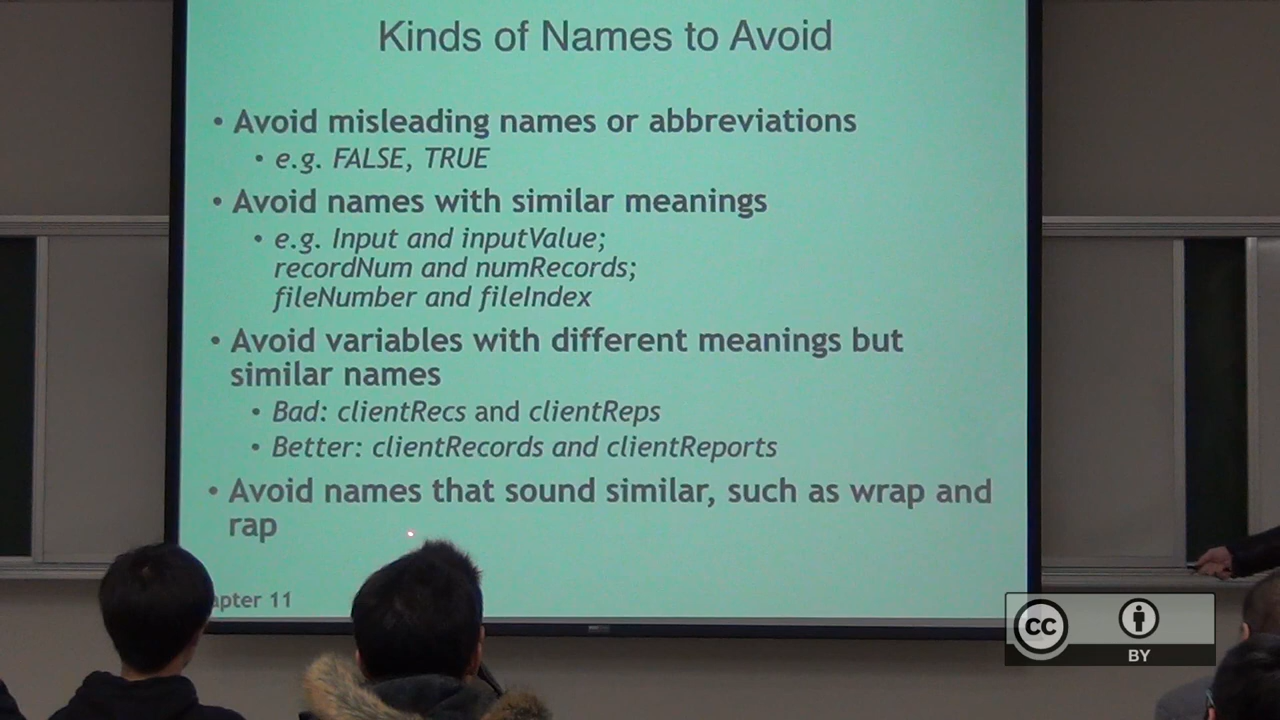 Kinds of Names to Avoid
• Avoid misleading names or abbreviations
• e.g. FALSE, TRUE
• Avoid names with similar meanings
• e.g. Input and inputValue;
recordNum and numRecords;
fileNumber and fileIndex
• Avoid variables with different meanings but
similar names
• Bad: clientRecs and clientReps
• Better: clientRecords and clientReports
• Avoid names that sound similar, such as wrap and
rap
apter 11
CC
BY